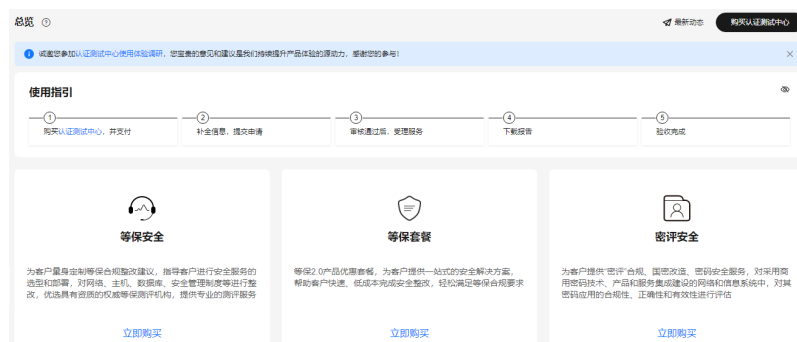 总览
最新动态
购买认证测试中心
诚邀您参加认证测试中心使用体验调研，您宝贵的意见和建议是我们持续提升产品体验的源动力，感谢您的参与！
使用指引
1
购买认证测试中心，并支付
2
补全信息，提交申请
3
审核通过后，受理服务
4
下载报告
5
验收完成
等保安全
为客户量身定制等保合规整改建议，指导客户进行安全服务的
选型和部署，对网络、主机、数据库、安全管理制度等进行整
改，优选具有资质的权威等保测评机构，提供专业的测评服务
立即购买
等保套餐
等保2.0产品优惠套餐，为客户提供一站式的安全解决方案，
帮助客户快速、低成本完成安全整改，轻松满足等保合规要求
立即购买
密评安全
为客户提供“密评”合规、国密改造、密码安全服务，对采用商
用密码技术、产品和服务集成建设的网络和信息系统中，对其
密码应用的合规性、正确性和有效性进行评估
立即购买